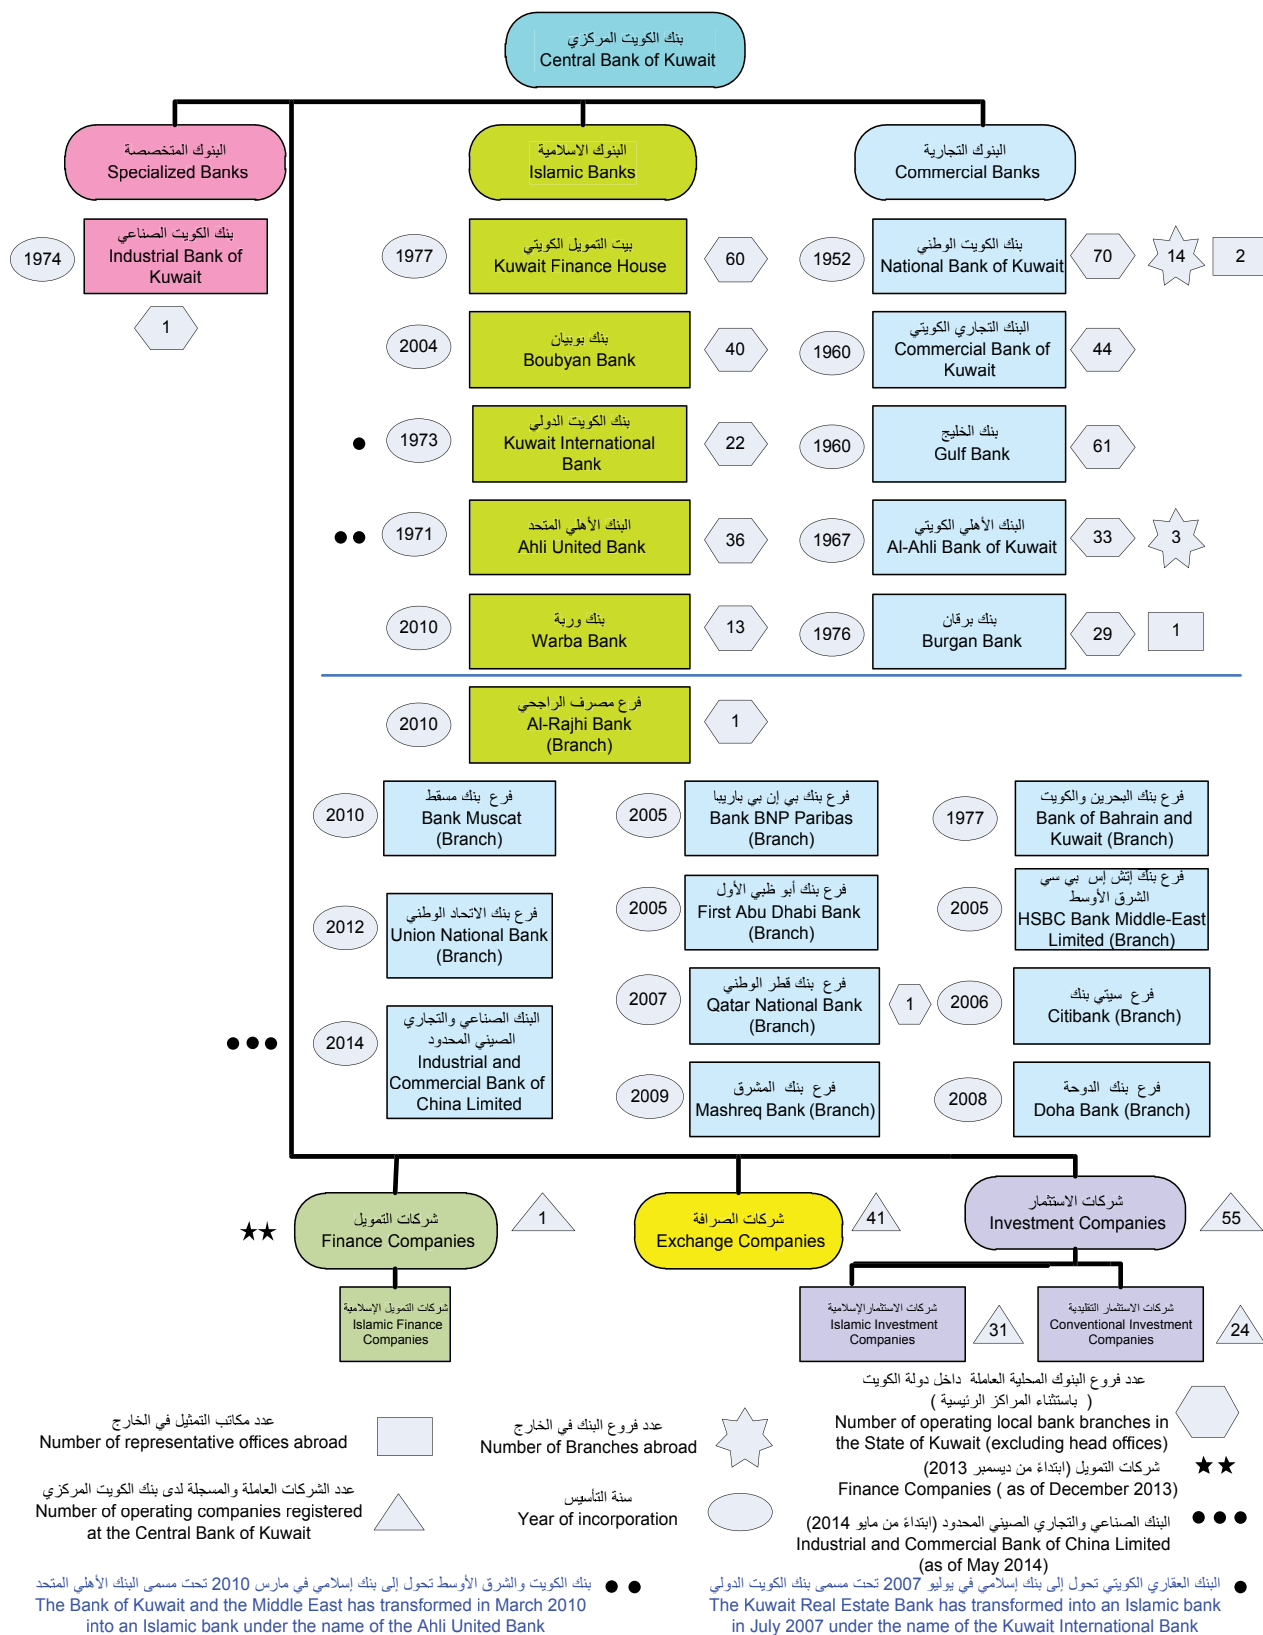 بنك الكويت المركزي
Central Bank of Kuwait
البنوك المتخصصة
Specialized Banks
البنوك الاسلامية
Islamic Banks
البنوك التجارية
Commercial Banks
1974
بنك الكويت الصناعي
Industrial Bank of
Kuwait
1
1977
بيت التمويل الكويتي
Kuwait Finance House
60
1952
بنك الكويت الوطني
National Bank of Kuwait
70
14
2
2004
بنك بوبيان
Boubyan Bank
40
1960
البنك التجاري الكويتي
Commercial Bank of
Kuwait
44
● 1973
بنك الكويت الدولي
Kuwait International
Bank
22
1960
بنك الخليج
Gulf Bank
61
●● 1971
البنك الأهلي المتحد
Ahli United Bank
36
1967
البنك الأهلي الكويتي
Al-Ahli Bank of Kuwait
33
3
2010
بنك وربة
Warba Bank
13
1976
بنك برقان
Burgan Bank
29
1
2010
فرع مصرف الراجحي
Al-Rajhi Bank
(Branch)
1
2010
فرع بنك مسقط
Bank Muscat
(Branch)
2005
فرع بنك بي إن بي باريبا
Bank BNP Paribas
(Branch)
1977
فرع بنك البحرين والكويت
Bank of Bahrain and
Kuwait (Branch)
2012
فرع بنك الاتحاد الوطني
Union National Bank
(Branch)
2005
فرع بنك أبو ظبي الأول
First Abu Dhabi Bank
(Branch)
2005
فرع بنك إتش إس بي سي
الشرق الأوسط
HSBC Bank Middle-East
Limited (Branch)
2007
فرع بنك قطر الوطني
Qatar National Bank
(Branch)
1
2006
فرع سيتي بنك
Citibank (Branch)
●●● 2014
البنك الصناعي والتجاري
الصيني المحدود
Industrial and
Commercial Bank of
China Limited
2009
فرع بنك المشرق
Mashreq Bank (Branch)
2008
فرع بنك الدوحة
Doha Bank (Branch)
★★
شركات التمويل
Finance Companies
1
شركات الصرافة
Exchange Companies
41
شركات الاستثمار
Investment Companies
55
شركات التمويل الإسلامية
Islamic Finance
Companies
شركات الاستثمارالإسلامية
Islamic Investment
Companies
31
شركات الاستثمار التقليدية
Conventional Investment
Companies
24
عدد مكاتب التمثيل في الخارج
Number of representative offices abroad
عدد فروع البنك في الخارج
Number of Branches abroad
عدد فروع البنوك المحلية العاملة داخل دولة الكويت
( باستثناء المراكز الرئيسية )
Number of operating local bank branches in
the State of Kuwait (excluding head offices)
عدد الشركات العاملة والمسجلة لدى بنك الكويت المركزي
Number of operating companies registered
at the Central Bank of Kuwait
سنة التأسيس
Year of incorporation
★★ شركات التمويل (ابتداءً من ديسمبر 2013)
Finance Companies ( as of December 2013)
●●● البنك الصناعي والتجاري الصيني المحدود (ابتداءً من مايو 2014)
Industrial and Commercial Bank of China Limited
(as of May 2014)
●● بنك الكويت والشرق الأوسط تحول إلى بنك إسلامي في مارس 2010 تحت مسمى البنك الأهلي المتحد
The Bank of Kuwait and the Middle East has transformed in March 2010
into an Islamic bank under the name of the Ahli United Bank
● البنك العقاري الكويتي تحول إلى بنك إسلامي في يوليو 2007 تحت مسمى بنك الكويت الدولي
The Kuwait Real Estate Bank has transformed into an Islamic bank
in July 2007 under the name of the Kuwait International Bank